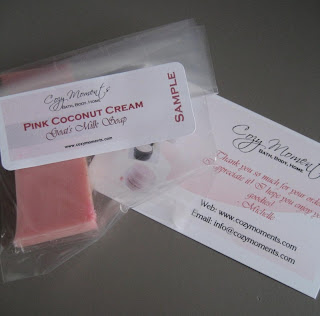 Cozy Moments
BATH, BODY, HOME
PINK COCONUT CREAM
Goat's Milk Soap
www.cozymoments.com
SAMPLE
Cozy Moments
BATH, BODY, HOME
Thank you so much for your order
appreciate it! I hope you enjoy
goodies!
Michelle
Web: www.cozymoments.com
Email: info@cozymoments.com